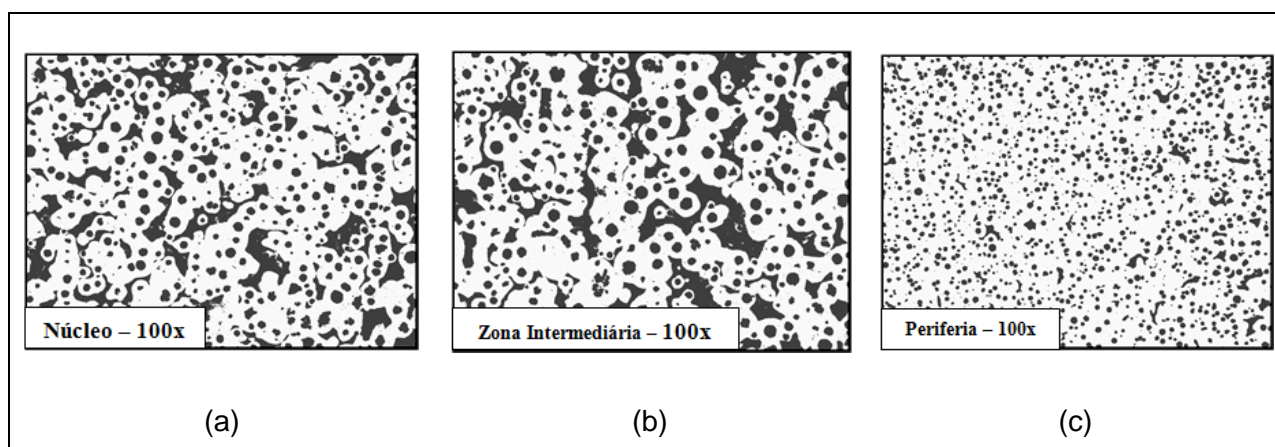 Núcleo – 100x
Zona Intermediária – 100x
Periferia – 100x
(a)
(b)
(c)